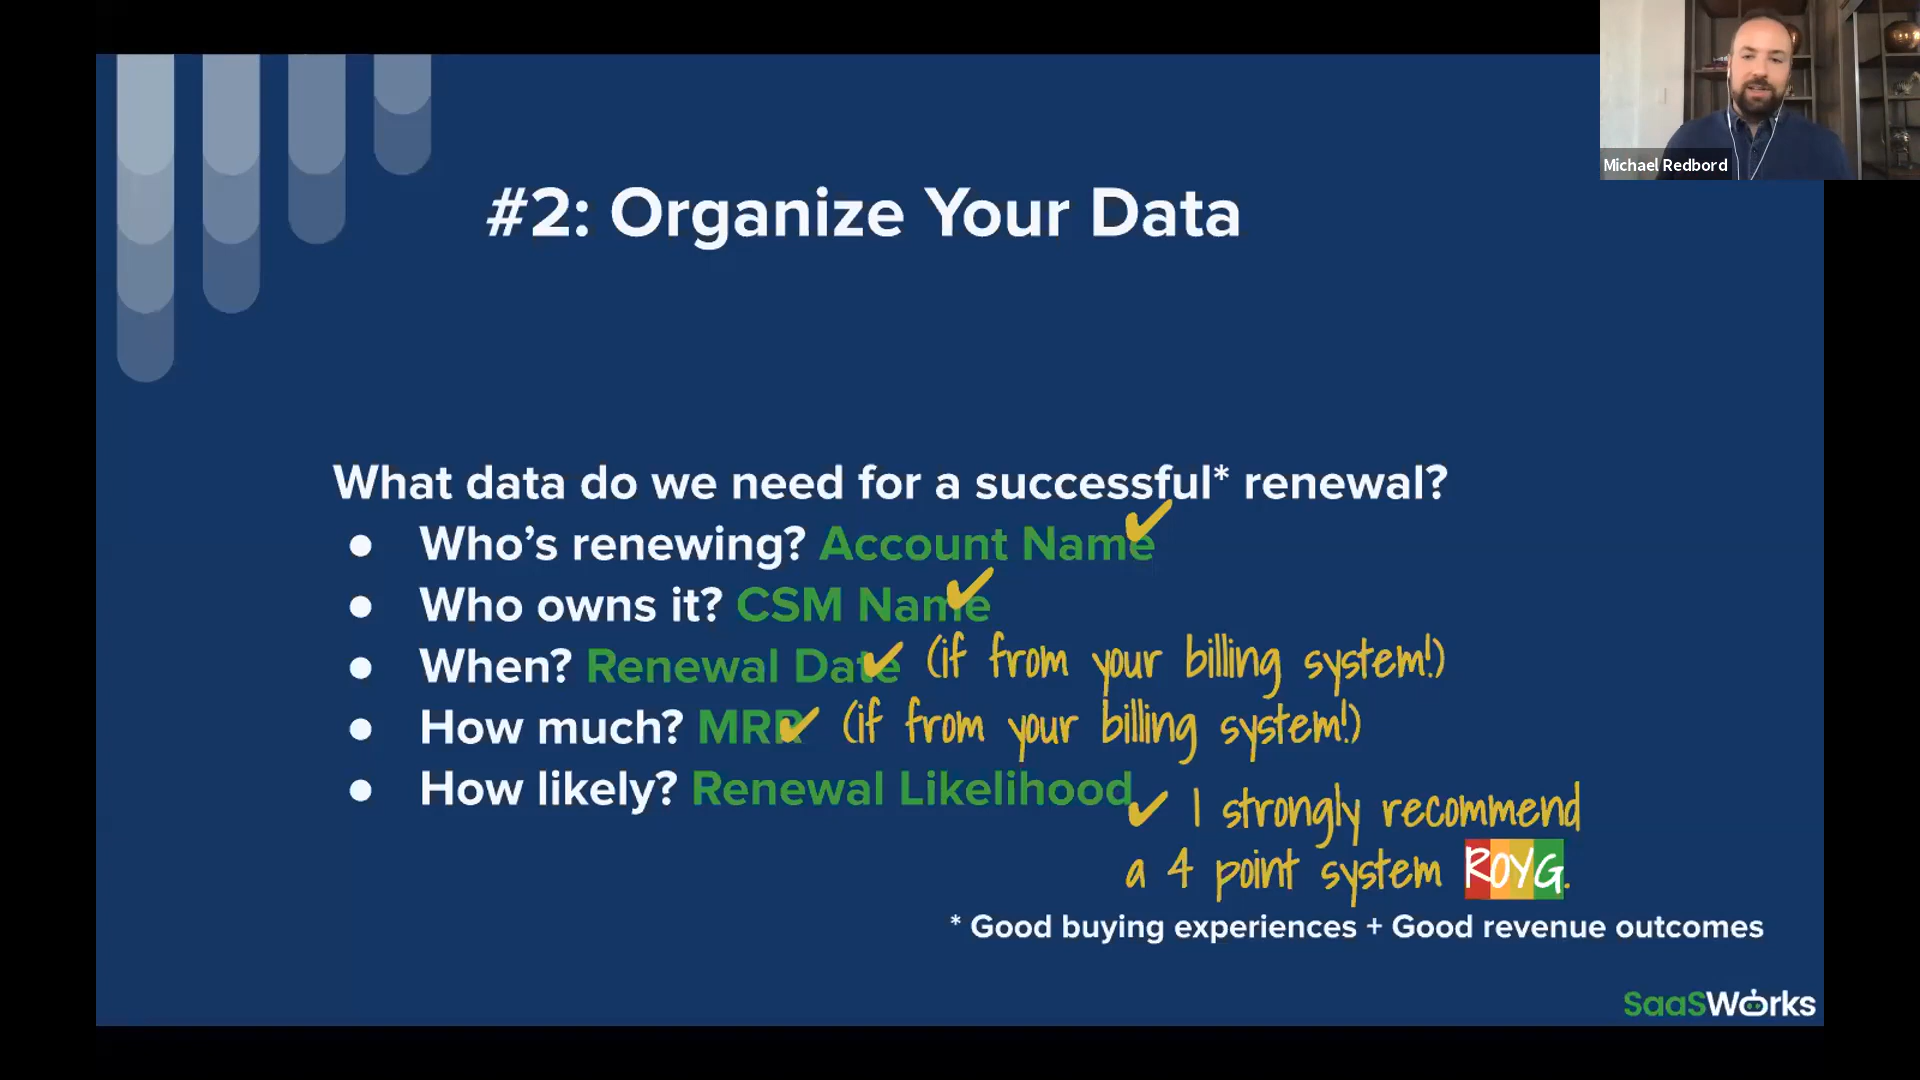 Michael Redbord
#2: Organize Your Data
What data do we need for a successful* renewal?
● Who's renewing? Account Name ✔
● Who owns it? CSM Name ✔
● When? Renewal Date ✔ (if from your billing system!)
● How much? MRR ✔ (if from your billing system!)
● How likely? Renewal Likelihood
✔ I strongly recommend
a 4 point system ROYG.
* Good buying experiences + Good revenue outcomes
SaaSWorks